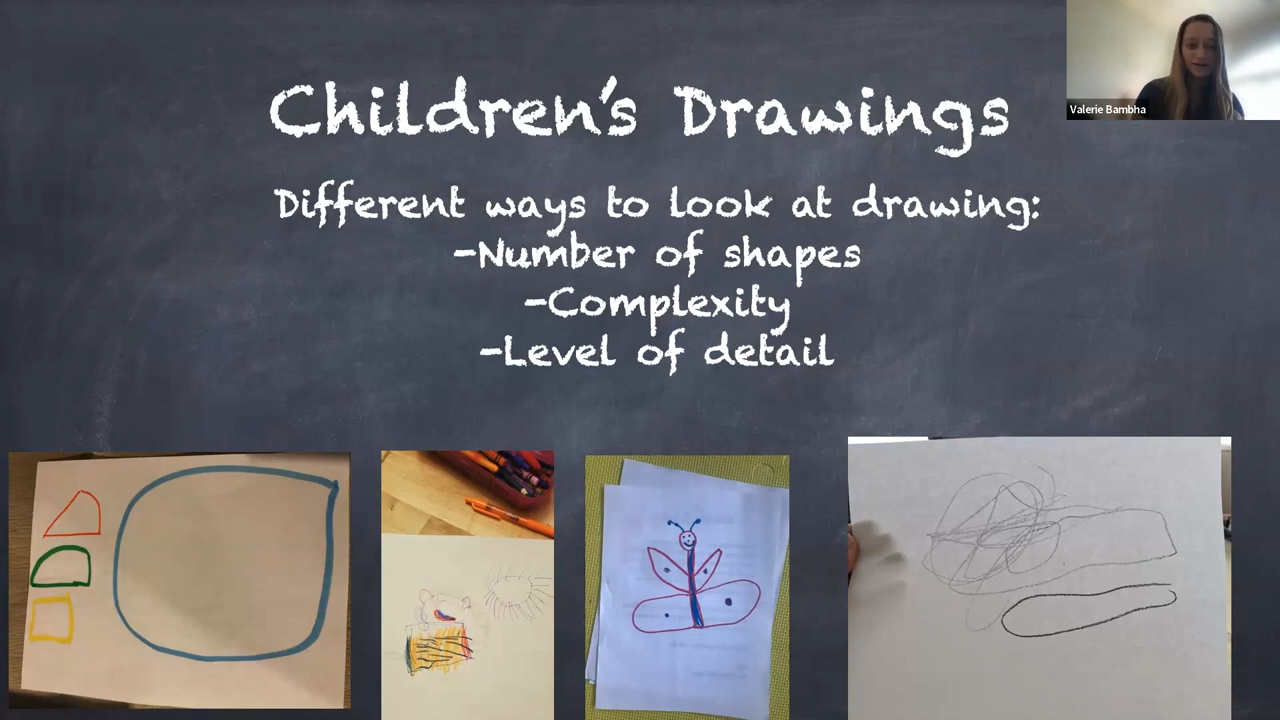 Children's Drawings
Different ways to look at drawing:
-Number of shapes
-Complexity
-Level of detail
Valerie Bambha